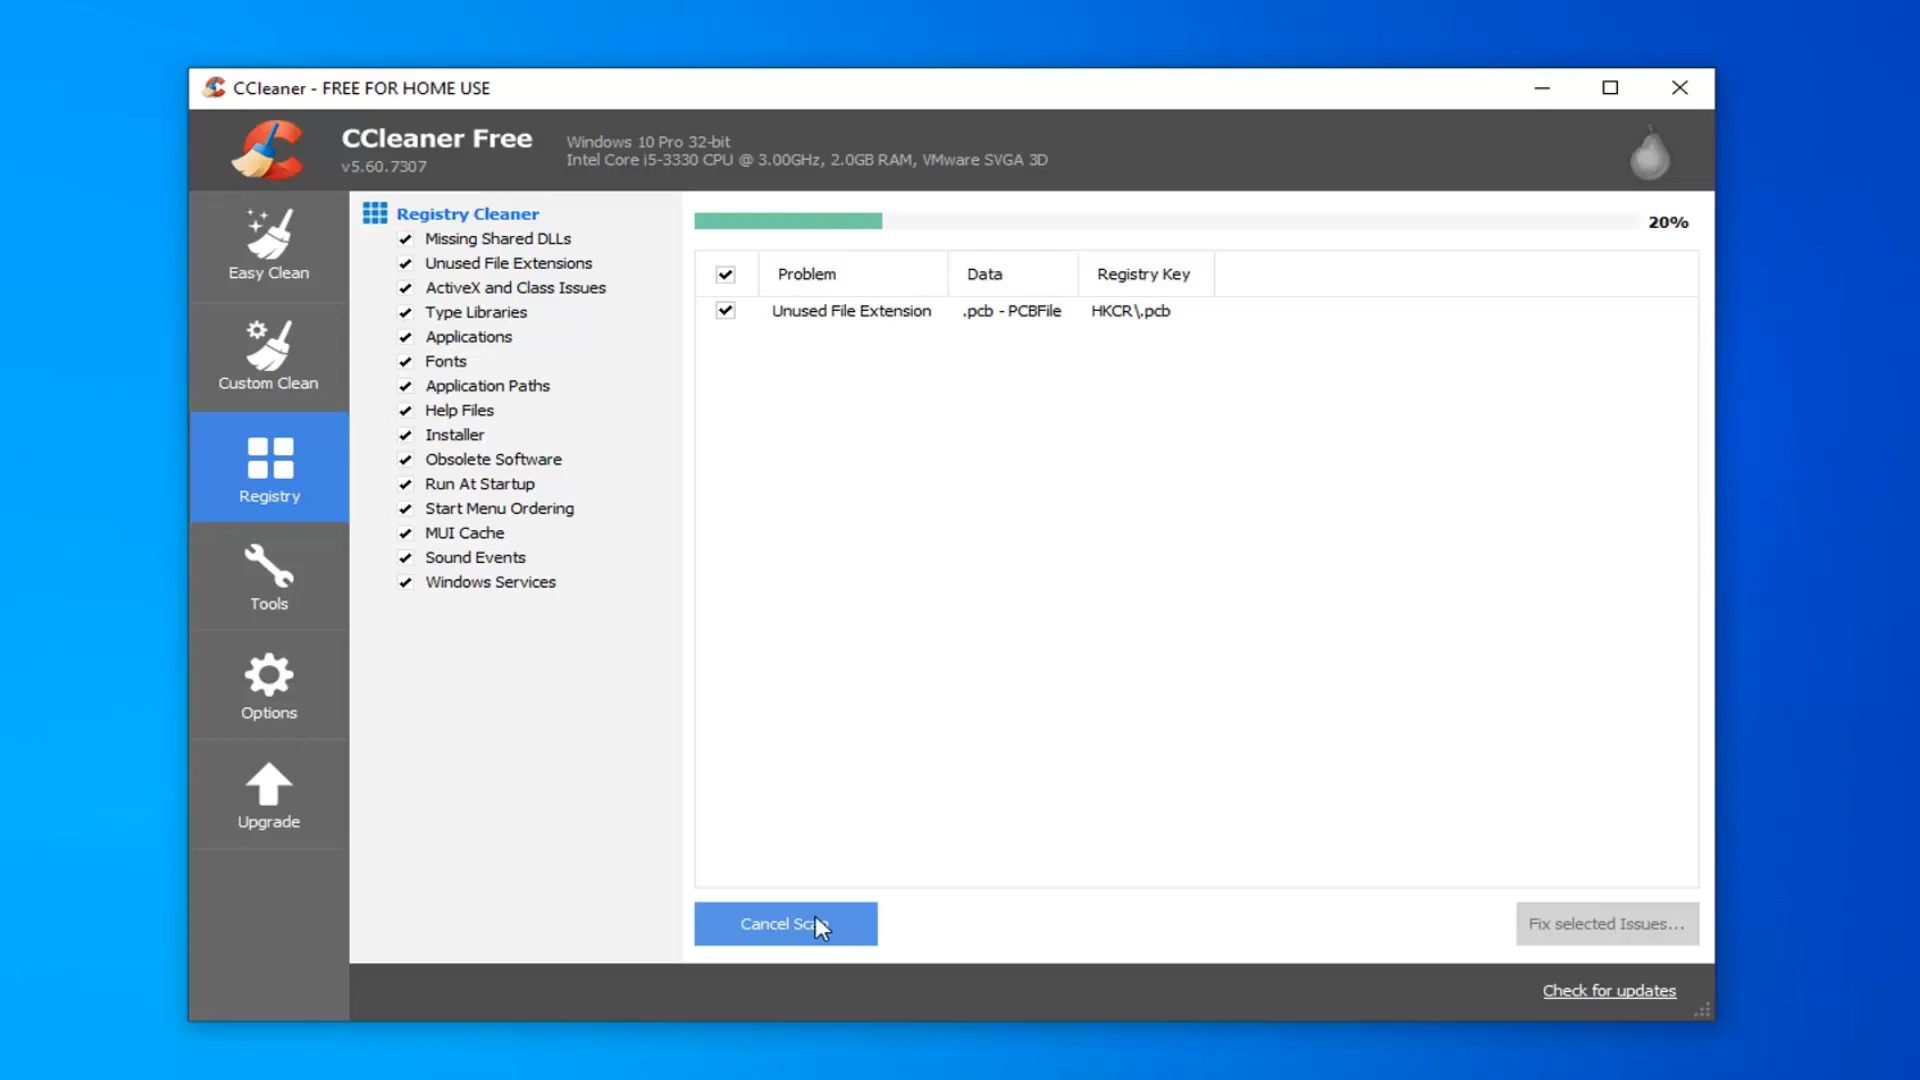 CCleaner - FREE FOR HOME USE
CCleaner Free
v5.60.7307
Windows 10 Pro 32-bit
Intel Core i5-3330 CPU @ 3.00GHz, 2.0GB RAM, VMware SVGA 3D
Easy Clean
Custom Clean
Registry
Tools
Options
Upgrade
Registry Cleaner
Missing Shared DLLs
Unused File Extensions
ActiveX and Class Issues
Type Libraries
Applications
Fonts
Application Paths
Help Files
Installer
Obsolete Software
Run At Startup
Start Menu Ordering
MUI Cache
Sound Events
Windows Services
20%
Problem Data Registry Key
Unused File Extension .pcb - PCBFile HKCR\.pcb
Cancel Scan
Fix selected Issues...
Check for updates